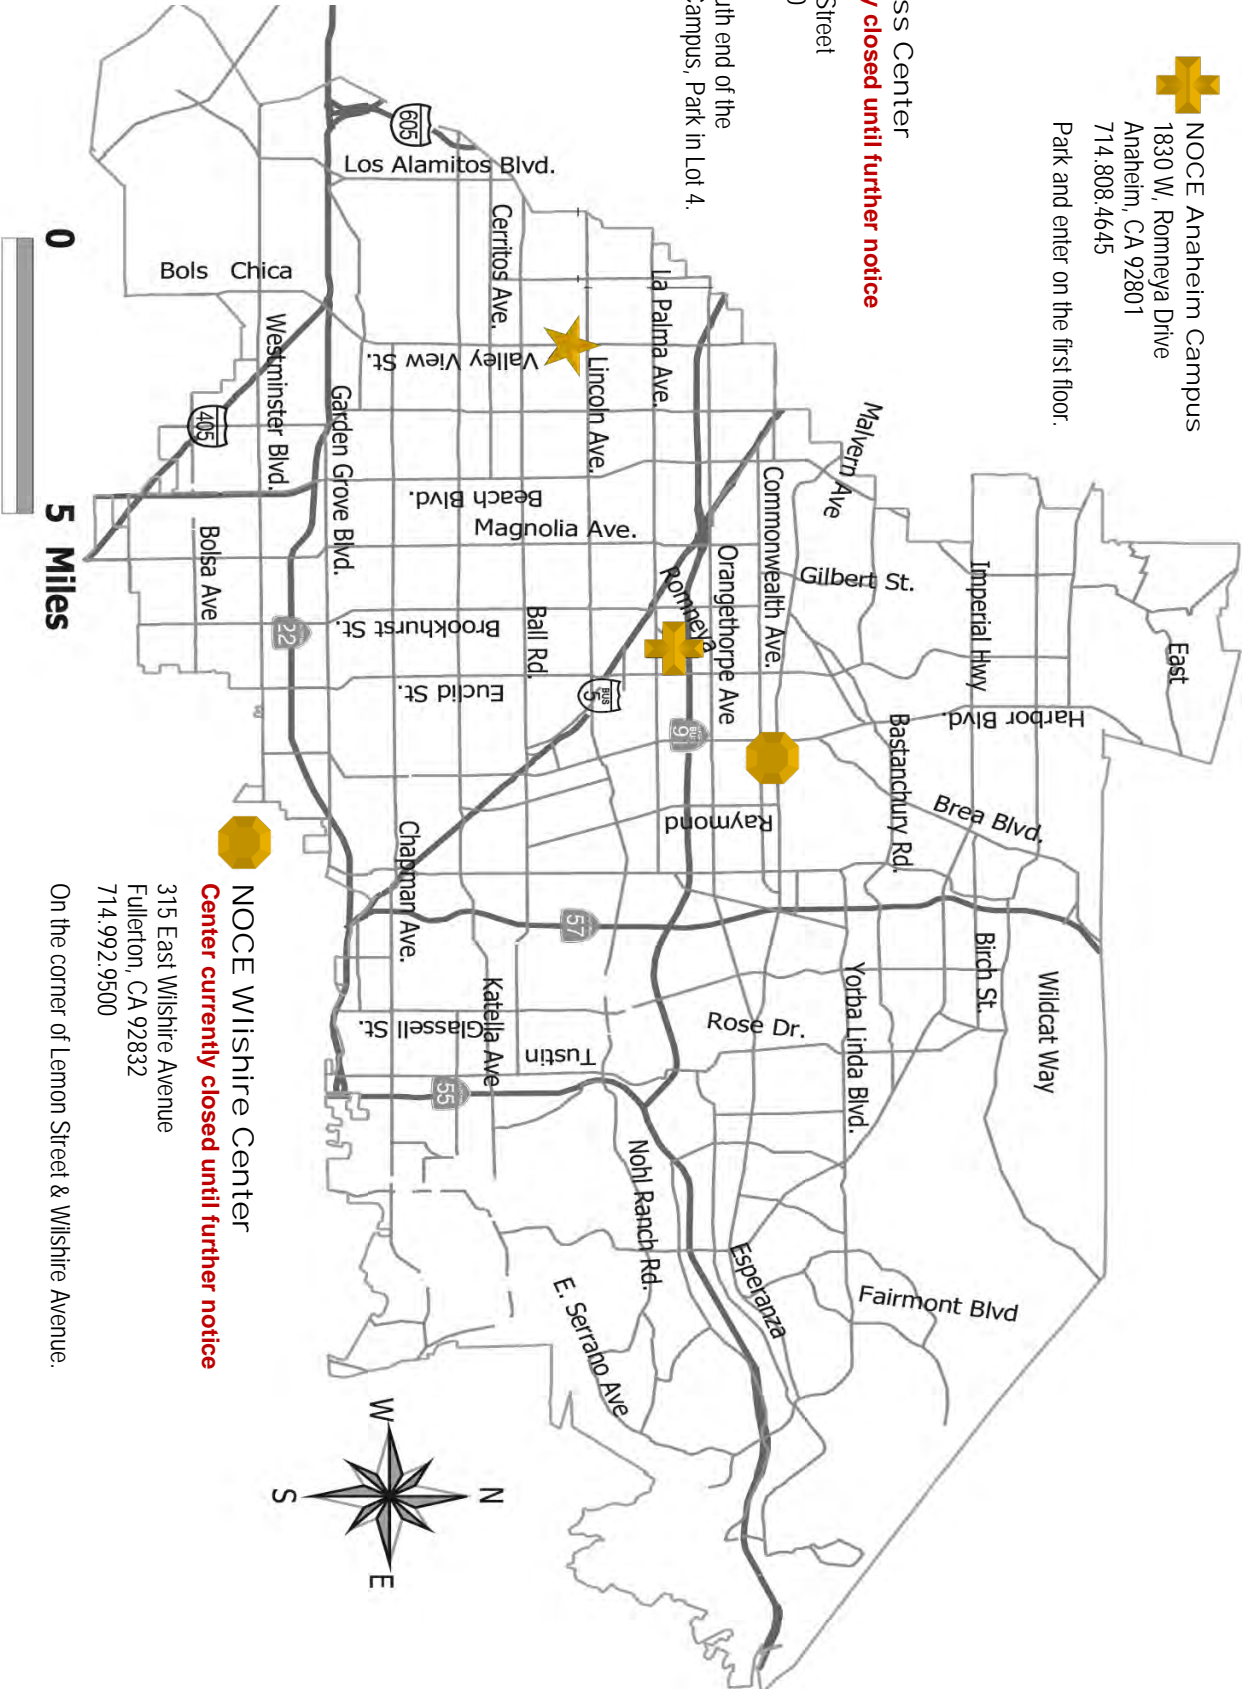 NOCE Anaheim Campus
1830 W, Romneya Drive
Anaheim, CA 92801
714.808.4645
Park and enter on the first floor.
ss Center
y closed until further notice
Street
0
uth end of the
Campus, Park in Lot 4.
605
Los Alamitos Blvd.
Cerritos Ave.
Bols Chica
La Palma Ave.
Westminster Blvd.
Valley View St.
Lincoln Ave.
Garden Grove Blvd.
405
Malvern Ave
Beach Blvd.
Commonwealth Ave.
Magnolia Ave.
Bolsa Ave
Orangethorpe Ave
Gilbert St.
Imperial Hwy
Romneya
Brookhurst St.
Ball Rd.
22
East
Euclid St.
BUS
5
Harbor Blvd.
BUS
91
Bastanchury Rd.
Brea Blvd.
Raymond
Chapman Ave.
57
Birch St.
Wildcat Way
Yorba Linda Blvd.
Katella Ave
Rose Dr.
Glassell St.
Tustin
55
Nohl Ranch Rd.
Esperanza
Fairmont Blvd
E. Serrano Ave
0
5 Miles
N
W
E
S
NOCE Wlishire Center
Center currently closed until further notice
315 East Wilshire Avenue
Fullerton, CA 92832
714.992.9500
On the corner of Lemon Street & Wilshire Avenue.